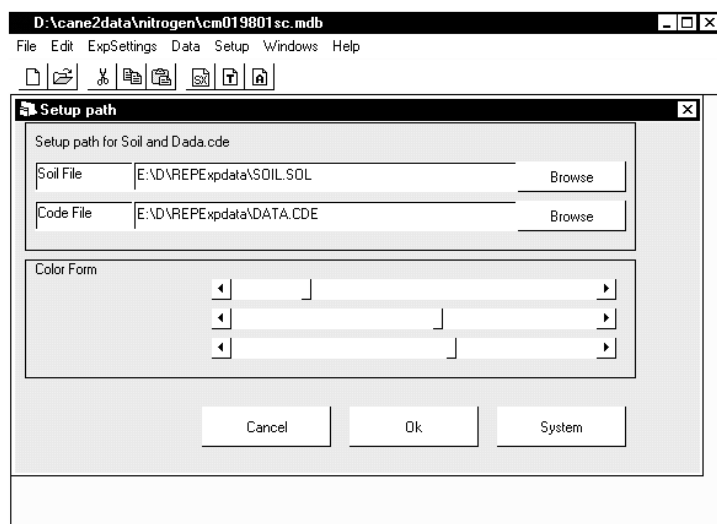 D:\cane2data\nitrogen\cm019801sc.mdb
File Edit ExpSettings Data Setup Windows Help
SX T A
Setup path
Setup path for Soil and Dada.cde
Soil File E:\D\REPExpdata\SOIL.SOL Browse
Code File E:\D\REPExpdata\DATA.CDE Browse
Color Form
Cancel Ok System